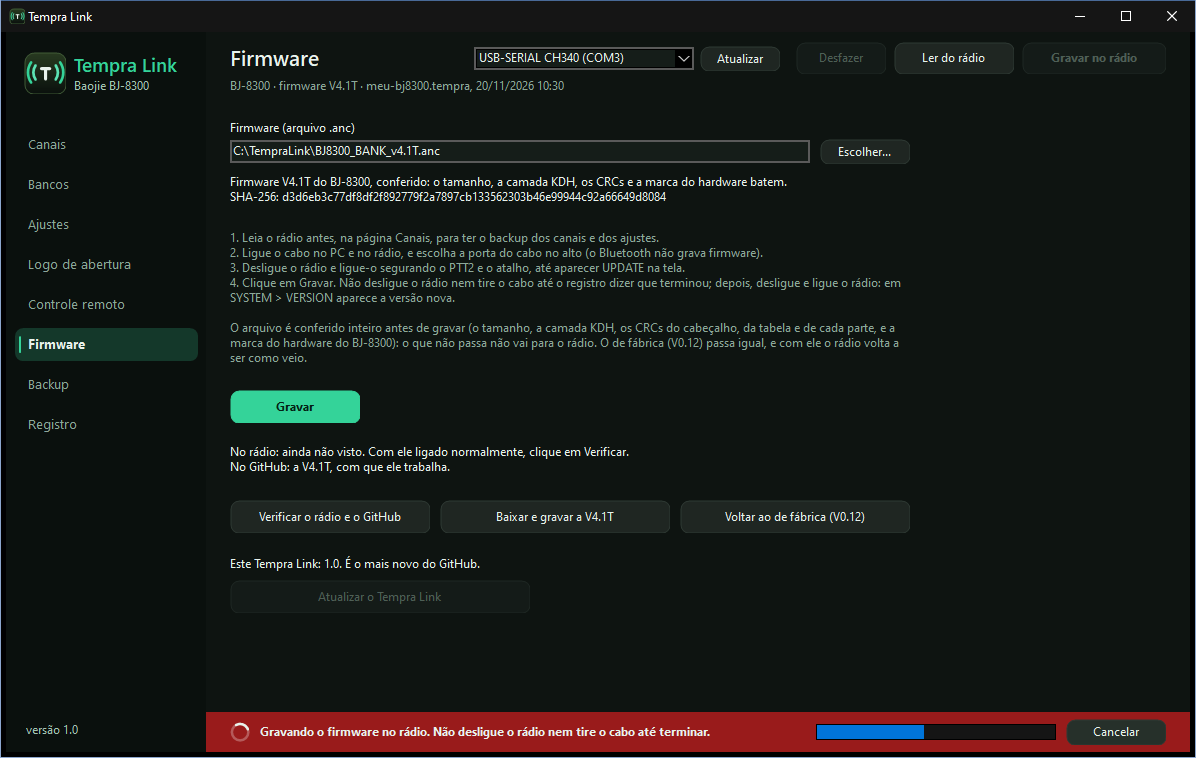 Tempra Link
((T))
Tempra Link
Baojie BJ-8300
Canais
Bancos
Ajustes
Logo de abertura
Controle remoto
Firmware
Backup
Registro
versão 1.0
Firmware
USB-SERIAL CH340 (COM3)
Atualizar
Desfazer
Ler do rádio
Gravar no rádio
BJ-8300 · firmware V4.1T · meu-bj8300.tempra, 20/11/2026 10:30
Firmware (arquivo .anc)
C:\TempraLink\BJ8300_BANK_v4.1T.anc
Escolher...
Firmware V4.1T do BJ-8300, conferido: o tamanho, a camada KDH, os CRCs e a marca do hardware batem.
SHA-256: d3d6eb3c77df8df2f892779f2a7897cb133562303b46e99944c92a66649d8084
1. Leia o rádio antes, na página Canais, para ter o backup dos canais e dos ajustes.
2. Ligue o cabo no PC e no rádio, e escolha a porta do cabo no alto (o Bluetooth não grava firmware).
3. Desligue o rádio e ligue-o segurando o PTT2 e o atalho, até aparecer UPDATE na tela.
4. Clique em Gravar. Não desligue o rádio nem tire o cabo até o registro dizer que terminou; depois, desligue e ligue o rádio: em
SYSTEM > VERSION aparece a versão nova.
O arquivo é conferido inteiro antes de gravar (o tamanho, a camada KDH, os CRCs do cabeçalho, da tabela e de cada parte, e a
marca do hardware do BJ-8300): o que não passa não vai para o rádio. O de fábrica (V0.12) passa igual, e com ele o rádio volta a
ser como veio.
Gravar
No rádio: ainda não visto. Com ele ligado normalmente, clique em Verificar.
No GitHub: a V4.1T, com que ele trabalha.
Verificar o rádio e o GitHub
Baixar e gravar a V4.1T
Voltar ao de fábrica (V0.12)
Este Tempra Link: 1.0. É o mais novo do GitHub.
Atualizar o Tempra Link
Gravando o firmware no rádio. Não desligue o rádio nem tire o cabo até terminar.
Cancelar